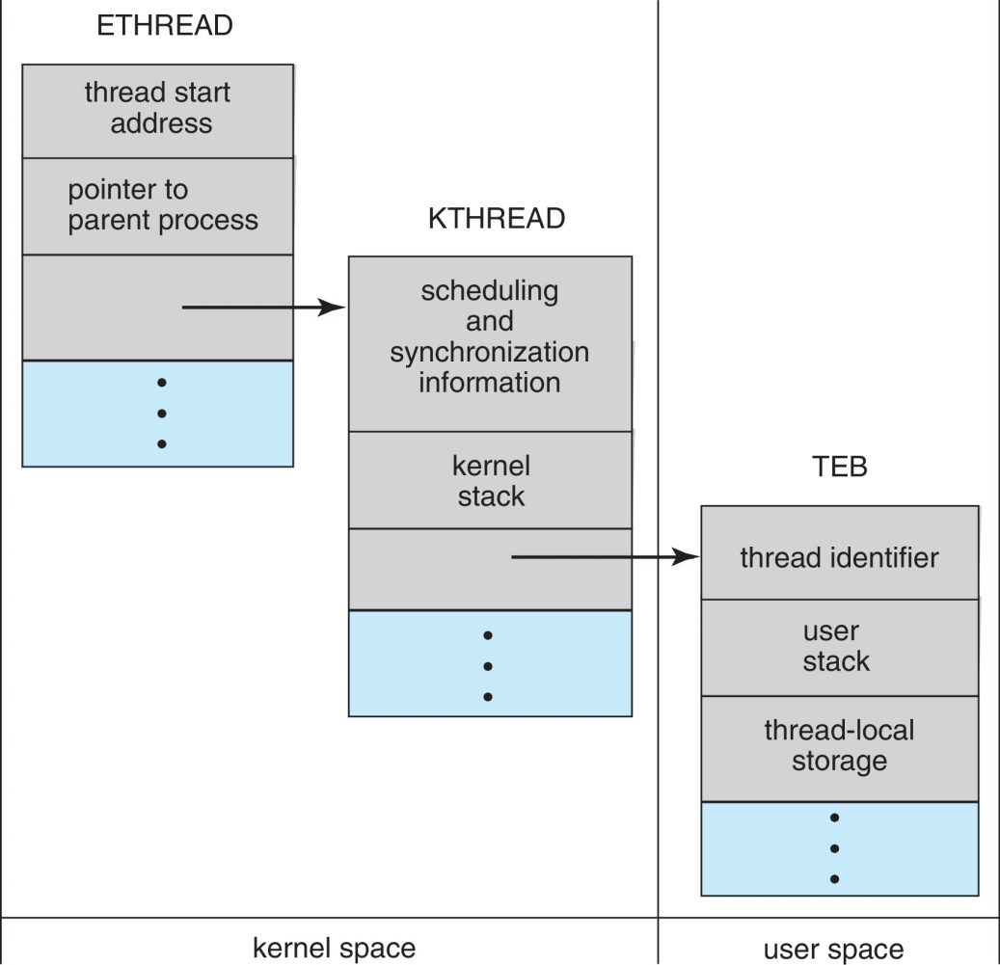 ETHREAD
thread start
address
pointer to
parent process
KTHREAD
scheduling
and
synchronization
information
kernel
stack
TEB
thread identifier
user
stack
thread-local
storage
kernel space
user space